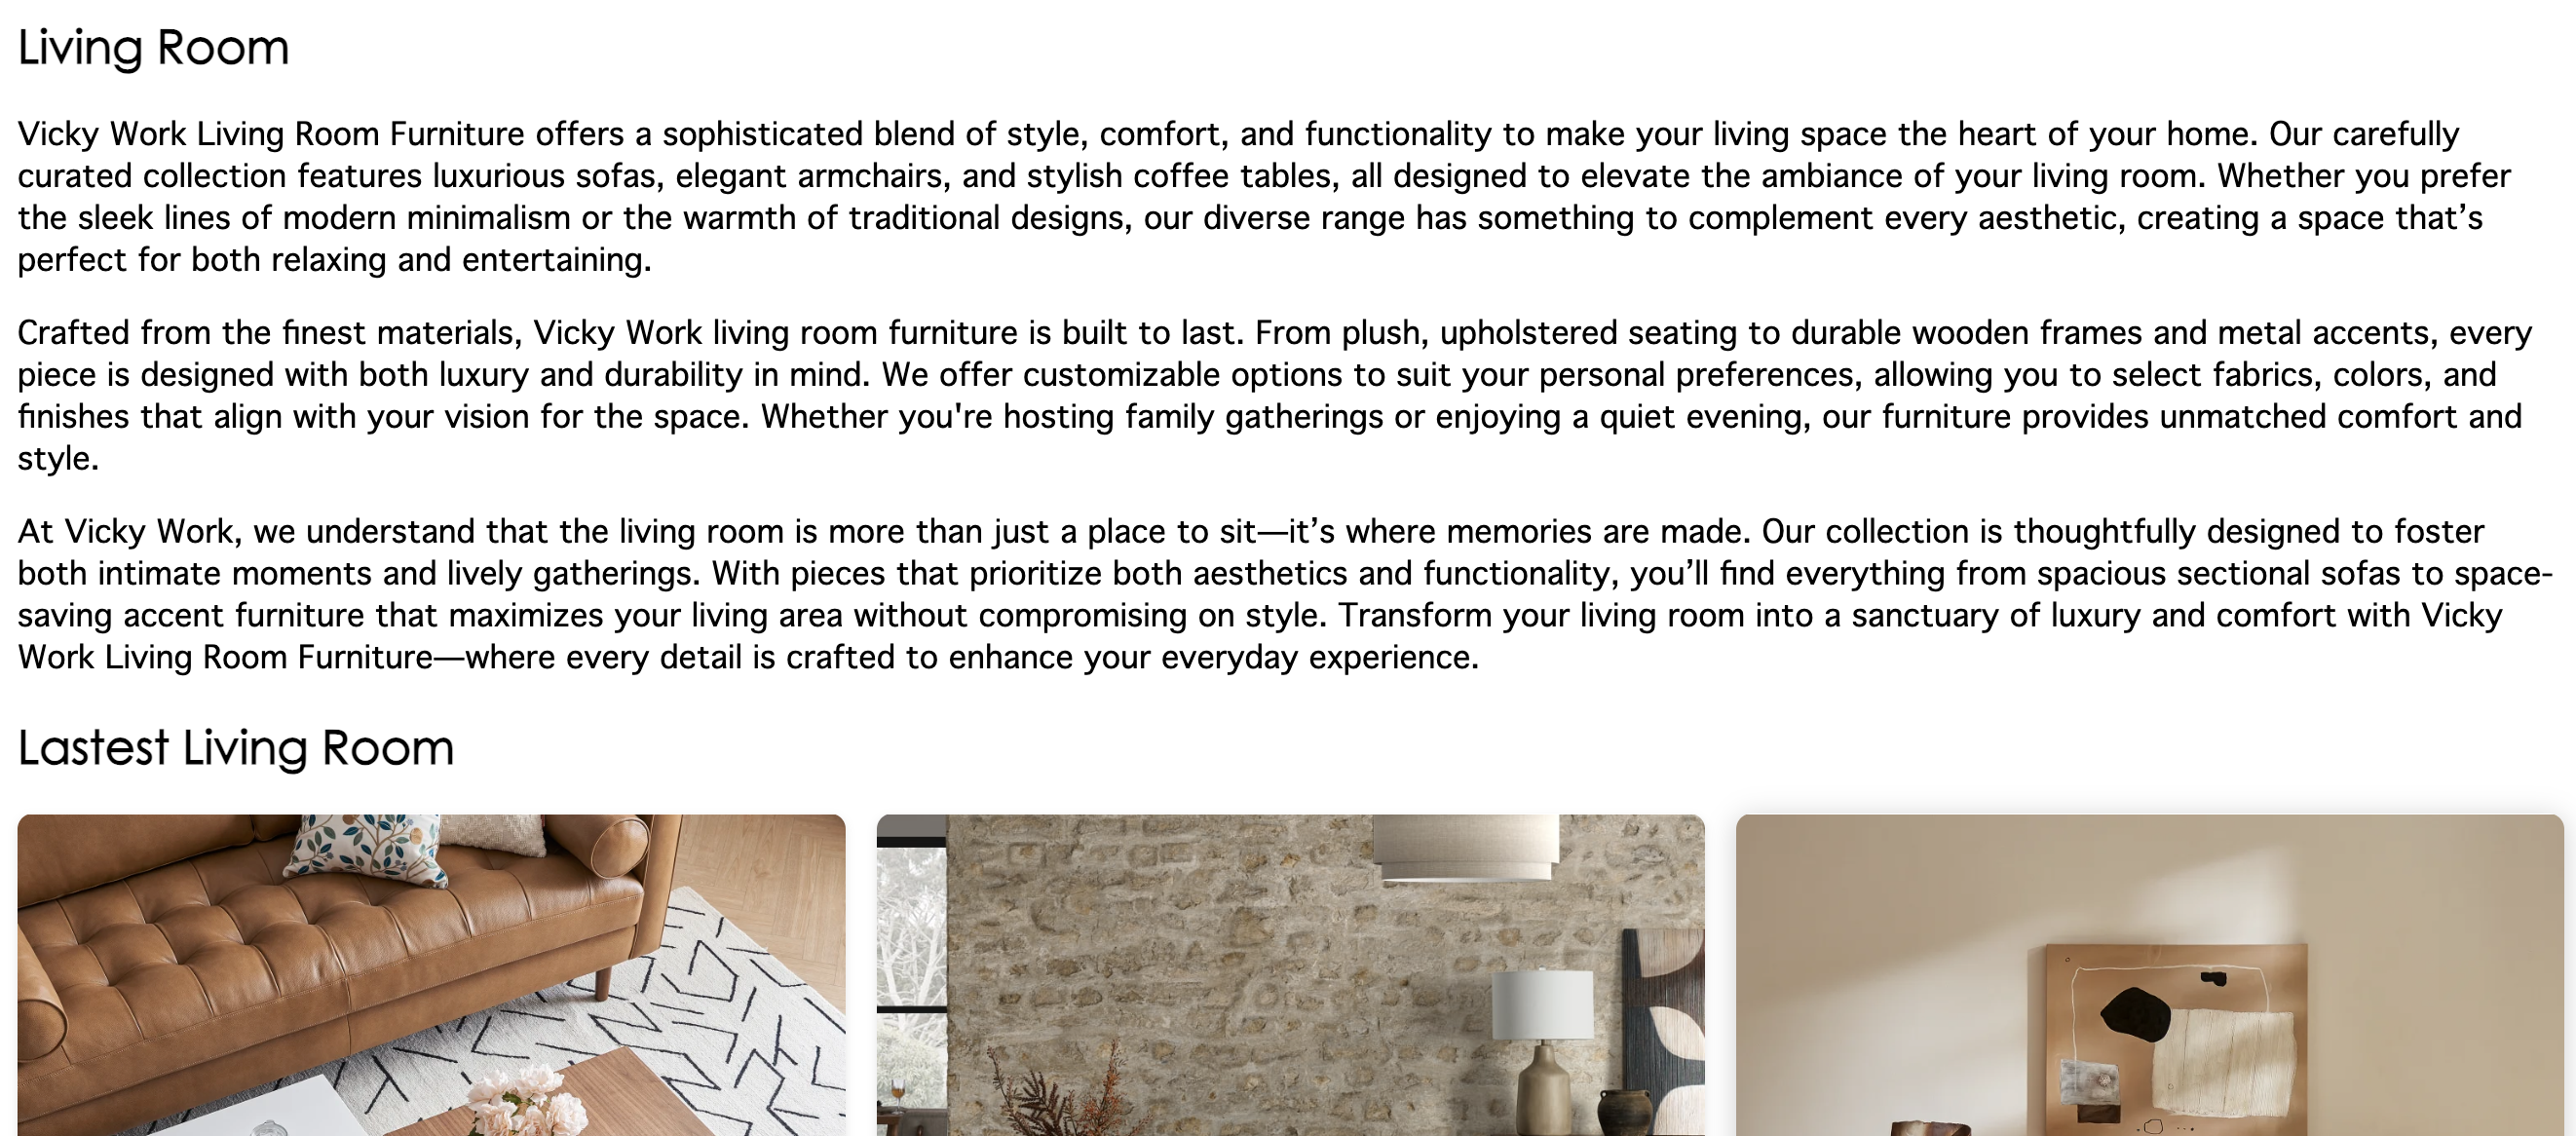 Living Room
Vicky Work Living Room Furniture offers a sophisticated blend of style, comfort, and functionality to make your living space the heart of your home. Our carefully
curated collection features luxurious sofas, elegant armchairs, and stylish coffee tables, all designed to elevate the ambiance of your living room. Whether you prefer
the sleek lines of modern minimalism or the warmth of traditional designs, our diverse range has something to complement every aesthetic, creating a space that’s
perfect for both relaxing and entertaining.
Crafted from the finest materials, Vicky Work living room furniture is built to last. From plush, upholstered seating to durable wooden frames and metal accents, every
piece is designed with both luxury and durability in mind. We offer customizable options to suit your personal preferences, allowing you to select fabrics, colors, and
finishes that align with your vision for the space. Whether you're hosting family gatherings or enjoying a quiet evening, our furniture provides unmatched comfort and
style.
At Vicky Work, we understand that the living room is more than just a place to sit—it’s where memories are made. Our collection is thoughtfully designed to foster
both intimate moments and lively gatherings. With pieces that prioritize both aesthetics and functionality, you’ll find everything from spacious sectional sofas to space-
saving accent furniture that maximizes your living area without compromising on style. Transform your living room into a sanctuary of luxury and comfort with Vicky
Work Living Room Furniture—where every detail is crafted to enhance your everyday experience.
Lastest Living Room